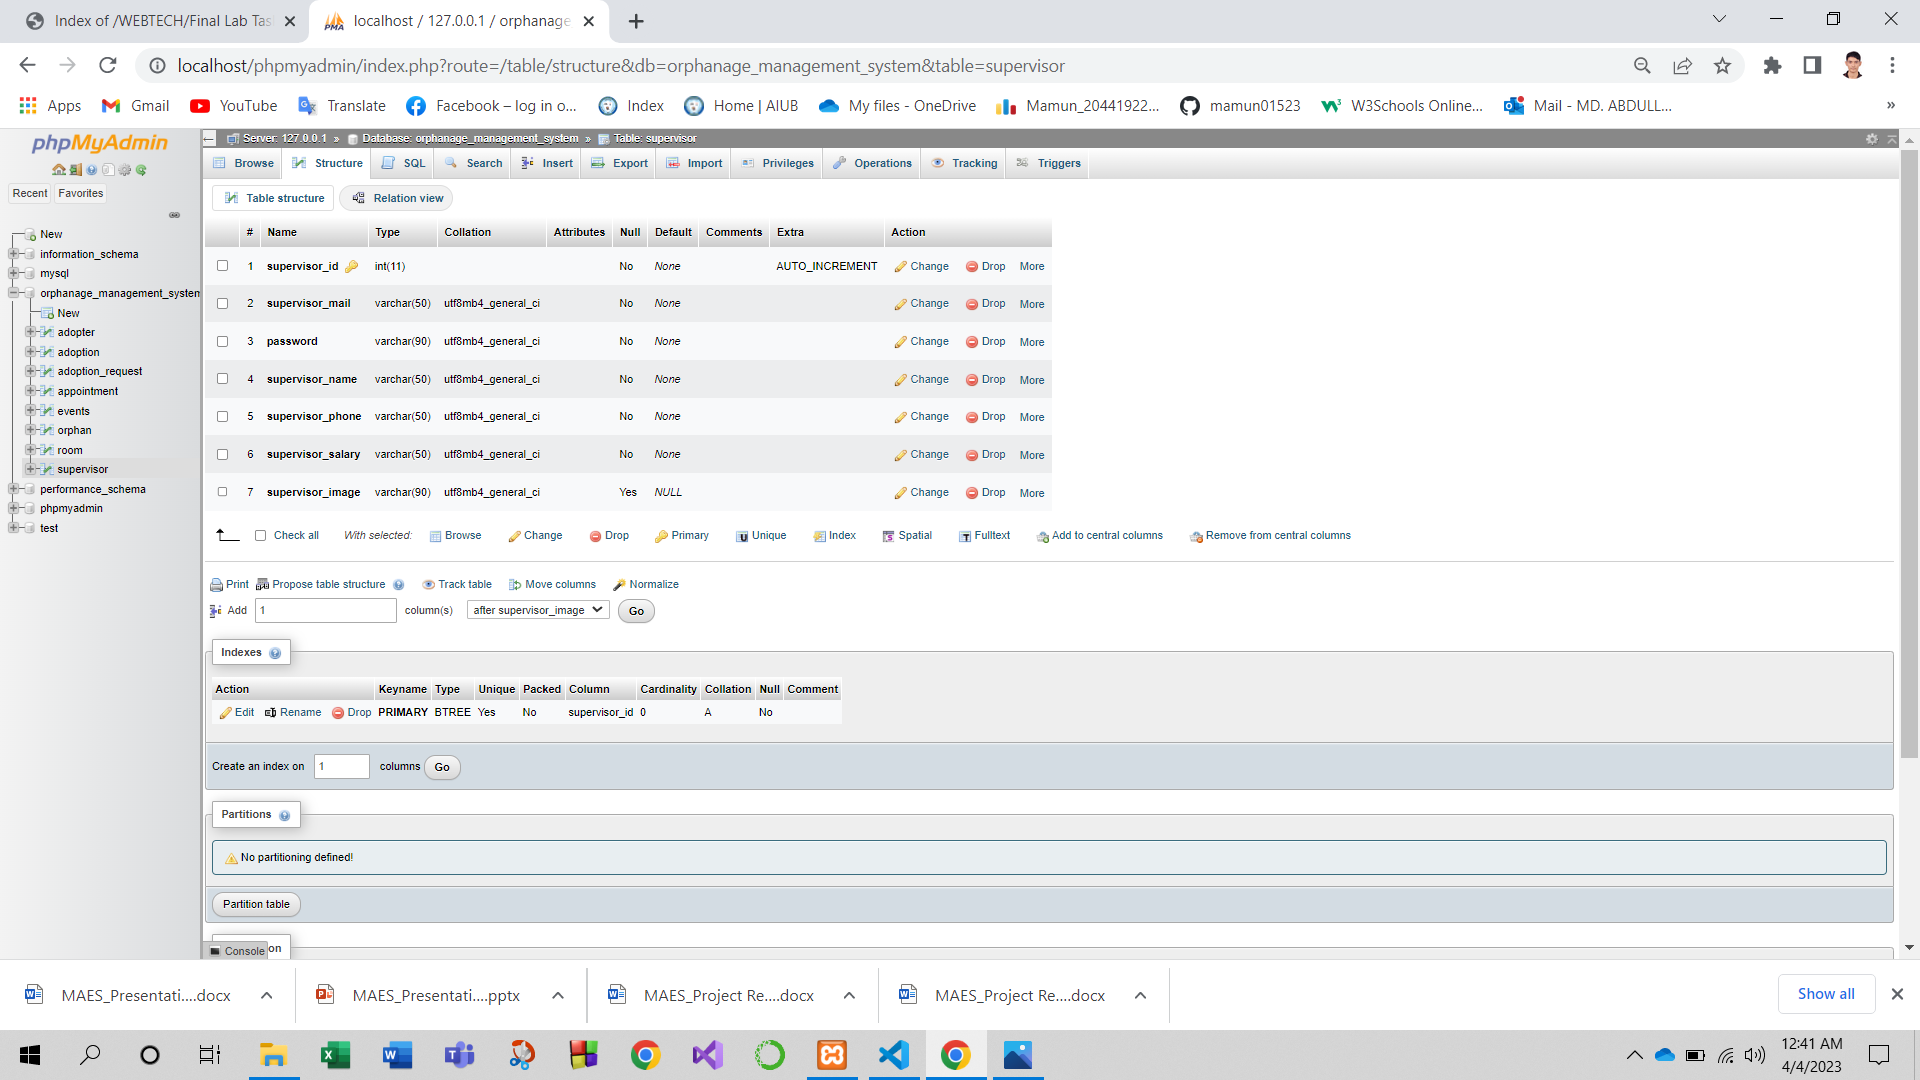 Index of /WEBTECH/Final Lab Tas
localhost / 127.0.0.1 / orphanage
localhost/phpmyadmin/index.php?route=/table/structure&db=orphanage_management_system&table=supervisor
Apps Gmail YouTube Translate Facebook – log in o... Index Home | AIUB My files - OneDrive Mamun_20441922... mamun01523 W3Schools Online... Mail - MD. ABDULL... »
phpMyAdmin
Recent Favorites
New
information_schema
mysql
orphanage_management_system
New
adopter
adoption
adoption_request
appointment
events
orphan
room
supervisor
performance_schema
phpmyadmin
test
Server: 127.0.0.1 » Database: orphanage_management_system » Table: supervisor
Browse Structure SQL Search Insert Export Import Privileges Operations Tracking Triggers
Table structure Relation view
# Name Type Collation Attributes Null Default Comments Extra Action
1 supervisor_id int(11) No None AUTO_INCREMENT Change Drop More
2 supervisor_mail varchar(50) utf8mb4_general_ci No None Change Drop More
3 password varchar(90) utf8mb4_general_ci No None Change Drop More
4 supervisor_name varchar(50) utf8mb4_general_ci No None Change Drop More
5 supervisor_phone varchar(50) utf8mb4_general_ci No None Change Drop More
6 supervisor_salary varchar(50) utf8mb4_general_ci No None Change Drop More
7 supervisor_image varchar(90) utf8mb4_general_ci Yes NULL Change Drop More
Check all With selected: Browse Change Drop Primary Unique Index Spatial Fulltext Add to central columns Remove from central columns
Print Propose table structure Track table Move columns Normalize
Add 1 column(s) after supervisor_image Go
Indexes
Action Keyname Type Unique Packed Column Cardinality Collation Null Comment
Edit Rename Drop PRIMARY BTREE Yes No supervisor_id 0 A No
Create an index on 1 columns Go
Partitions
No partitioning defined!
Partition table
Console on
MAES_Presentati....docx MAES_Presentati....pptx MAES_Project Re....docx MAES_Project Re....docx Show all
12:41 AM
4/4/2023